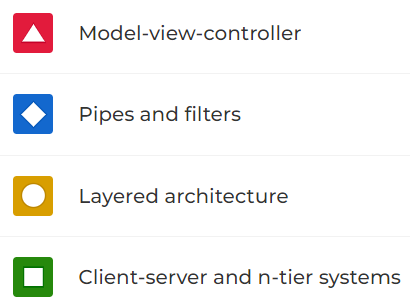 Model-view-controller
Pipes and filters
Layered architecture
Client-server and n-tier systems